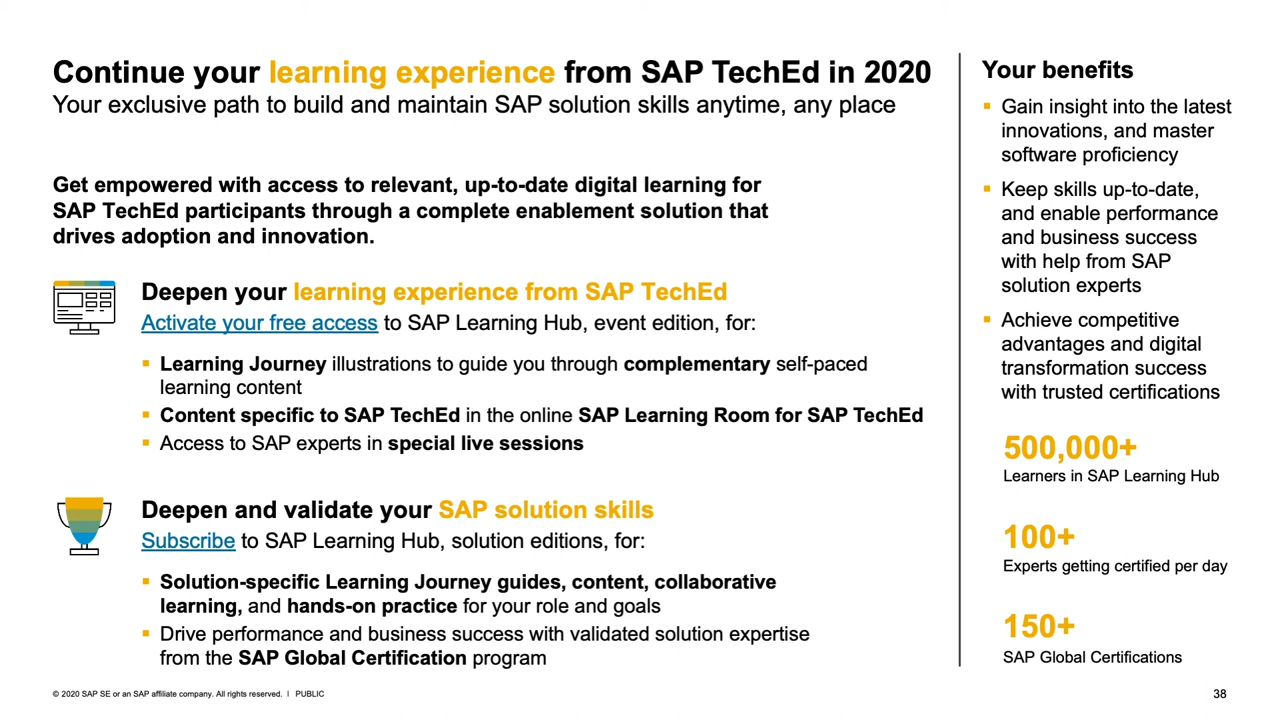 Continue your learning experience from SAP TechEd in 2020
Your exclusive path to build and maintain SAP solution skills anytime, any place
Get empowered with access to relevant, up-to-date digital learning for
SAP TechEd participants through a complete enablement solution that
drives adoption and innovation.
Deepen your learning experience from SAP TechEd
Activate your free access to SAP Learning Hub, event edition, for:
▪ Learning Journey illustrations to guide you through complementary self-paced
learning content
▪ Content specific to SAP TechEd in the online SAP Learning Room for SAP TechEd
▪ Access to SAP experts in special live sessions
Deepen and validate your SAP solution skills
Subscribe to SAP Learning Hub, solution editions, for:
▪ Solution-specific Learning Journey guides, content, collaborative
learning, and hands-on practice for your role and goals
▪ Drive performance and business success with validated solution expertise
from the SAP Global Certification program
Your benefits
▪ Gain insight into the latest
innovations, and master
software proficiency
▪ Keep skills up-to-date,
and enable performance
and business success
with help from SAP
solution experts
▪ Achieve competitive
advantages and digital
transformation success
with trusted certifications
500,000+
Learners in SAP Learning Hub
100+
Experts getting certified per day
150+
SAP Global Certifications
© 2020 SAP SE or an SAP affiliate company. All rights reserved. ǀ PUBLIC
38